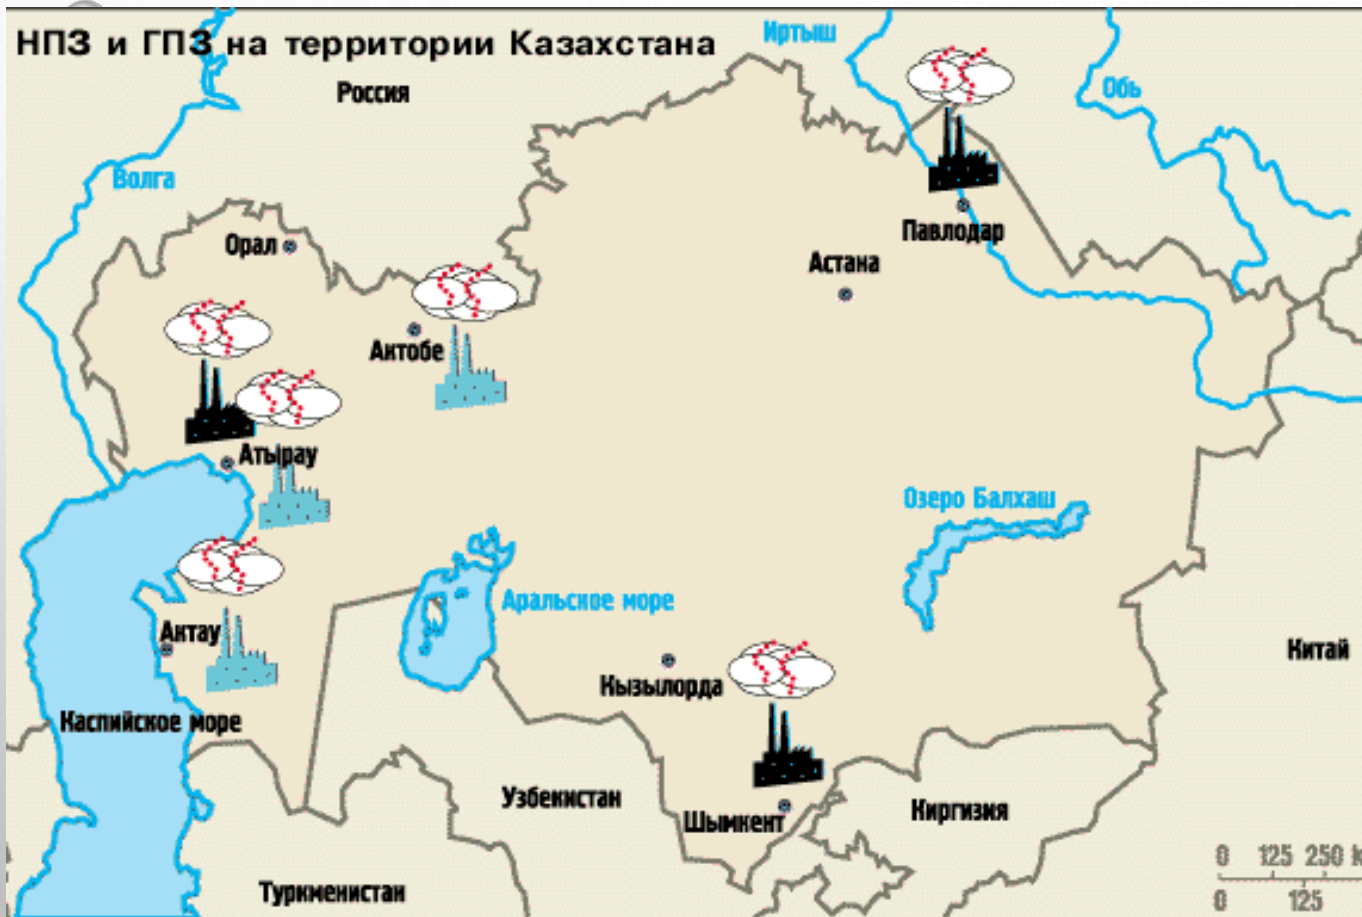 НПЗ и ГПЗ на территории Казахстана
Иртыш
Россия
Обь
Волга
Павлодар
Орал
Астана
Актобе
Атырау
Озеро Балхаш
Аральское море
Актау
Китай
Кызылорда
Каспийское море
Узбекистан
Киргизия
Шымкент
Туркменистан
0 125 250 k
0 125